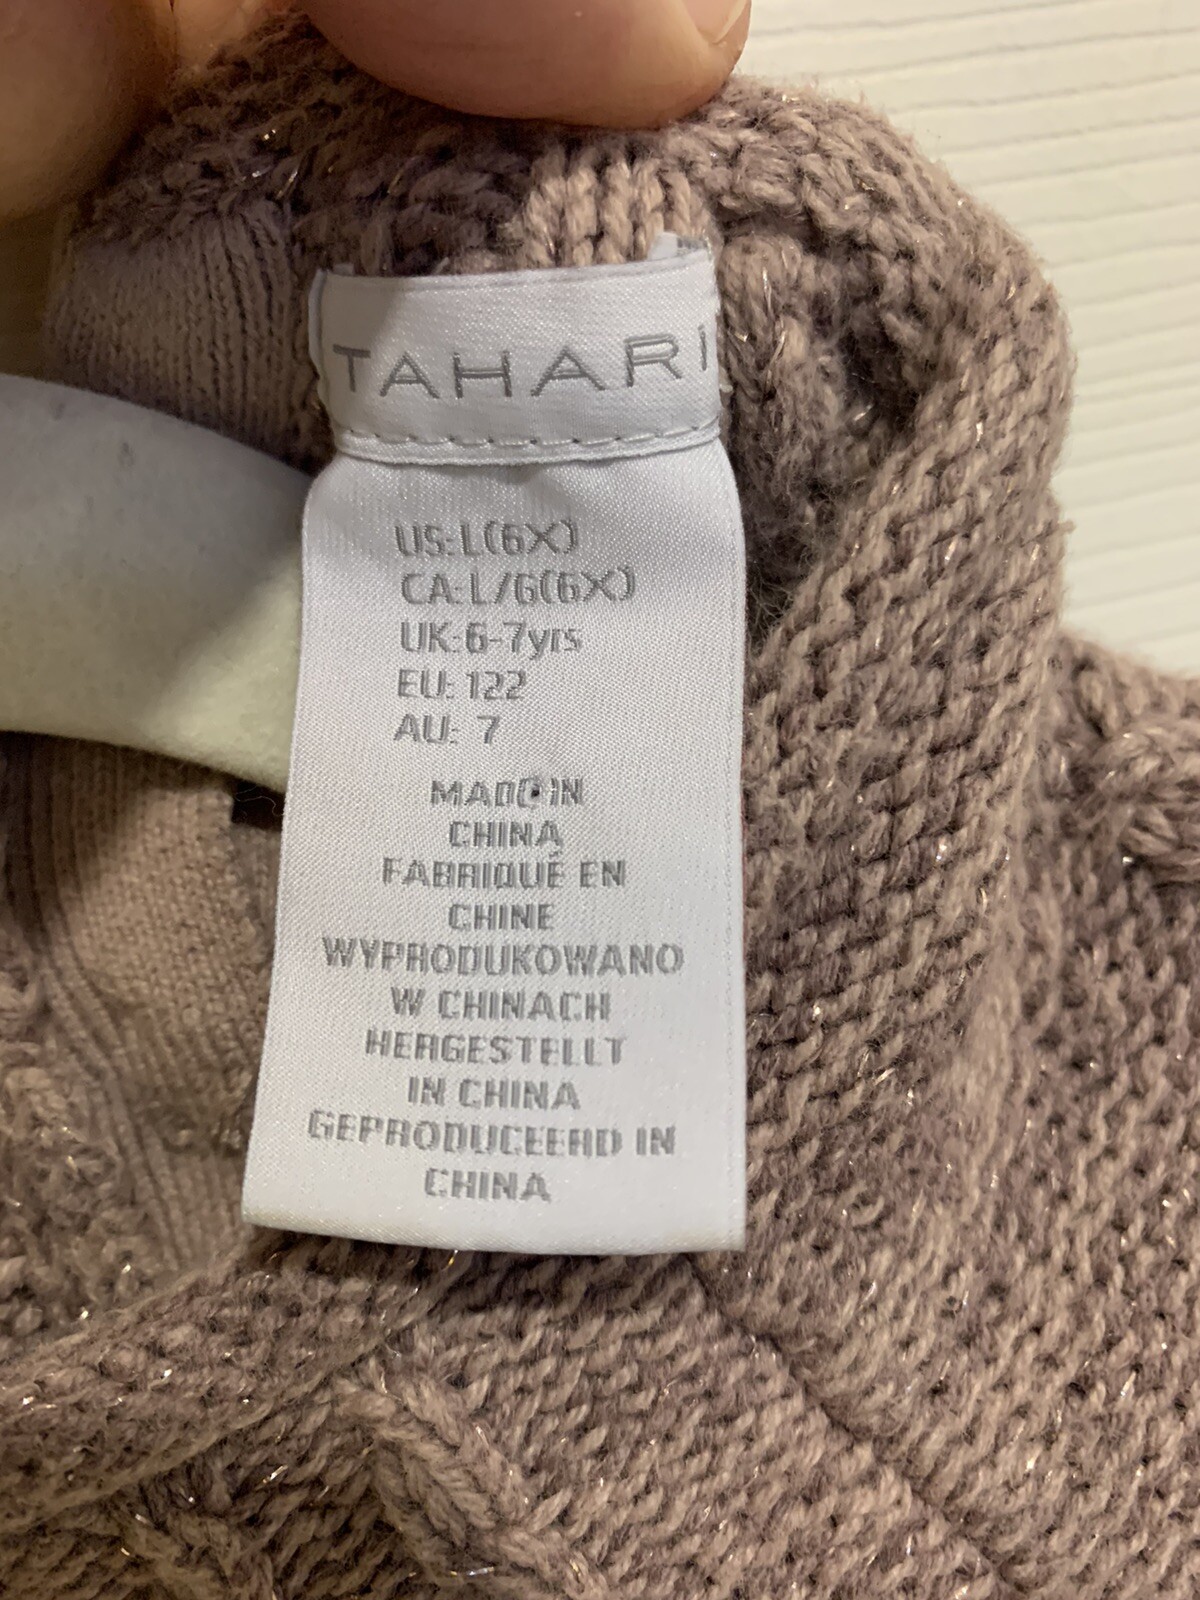 TAHARI
US: L(6X)
CA: L/G(6X)
UK: 6-7yrs
EU: 122
AU: 7
MADE IN
CHINA
FABRIQUÉ EN
CHINE
WYPRODUKOWANO
W CHINACH
HERGESTELLT
IN CHINA
GEPRODUCEERD IN
CHINA